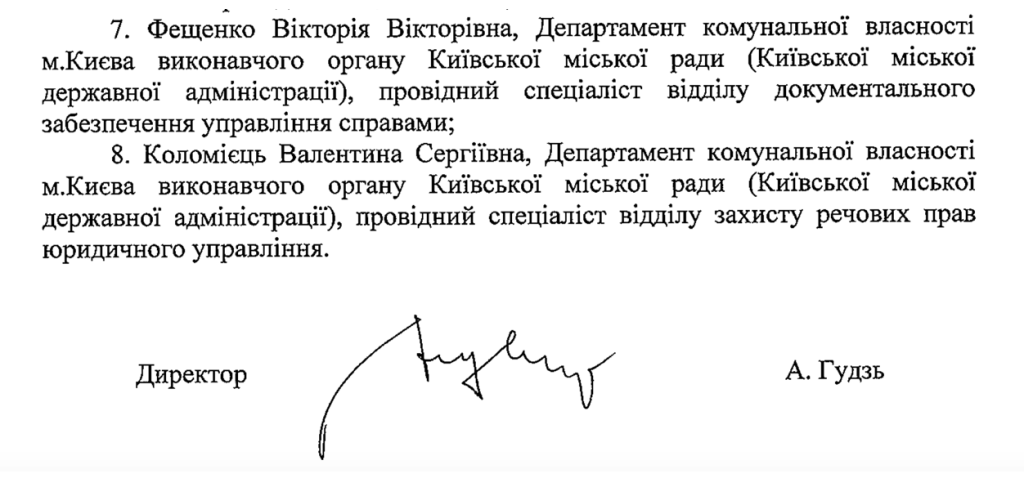 7. Фещенко Вікторія Вікторівна, Департамент комунальної власності
м.Києва виконавчого органу Київської міської ради (Київської міської
державної адміністрації), провідний спеціаліст відділу документального
забезпечення управління справами;
8. Коломієць Валентина Сергіївна, Департамент комунальної власності
м.Києва виконавчого органу Київської міської ради (Київської міської
державної адміністрації), провідний спеціаліст відділу захисту речових прав
юридичного управління.
Директор
А. Гудзь